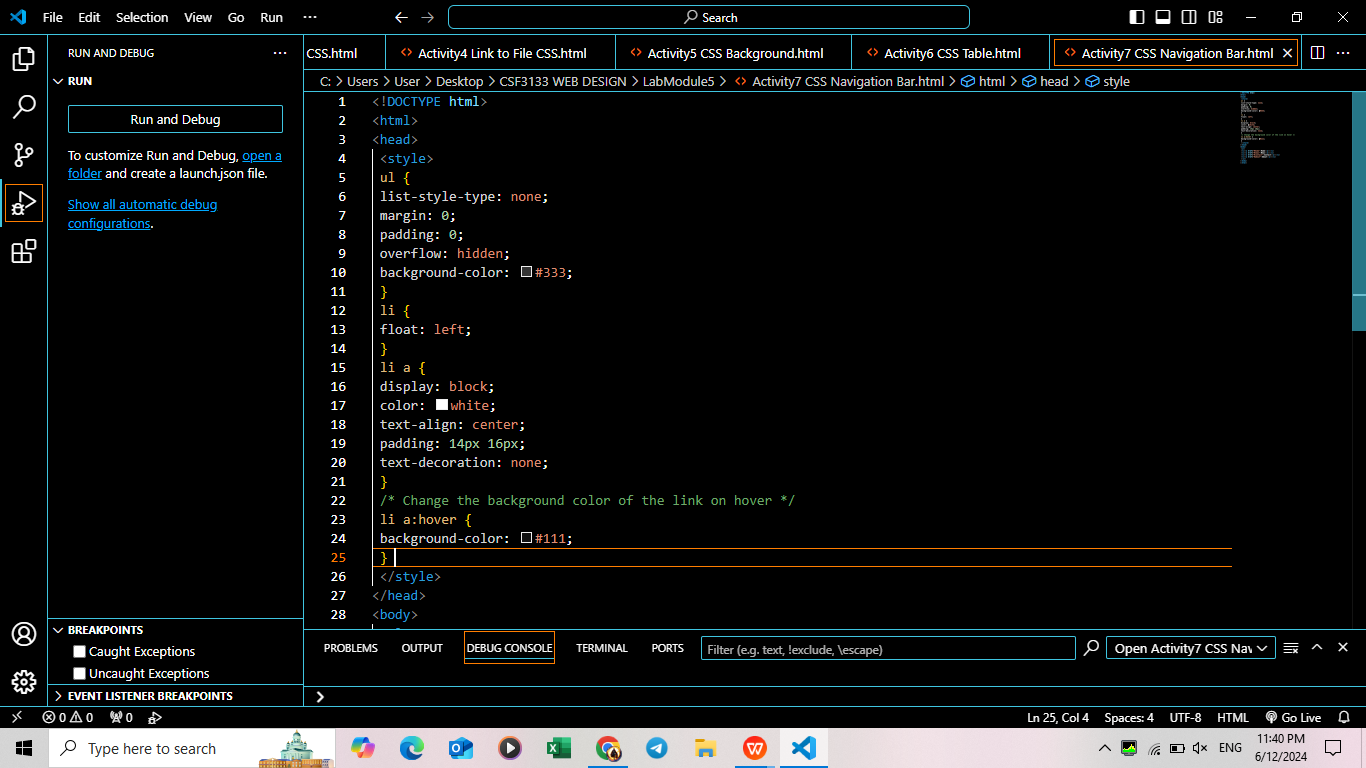 File Edit Selection View Go Run ··· Search
RUN AND DEBUG ···
CSS.html Activity4 Link to File CSS.html Activity5 CSS Background.html Activity6 CSS Table.html Activity7 CSS Navigation Bar.html ···
C: > Users > User > Desktop > CSF3133 WEB DESIGN > LabModule5 > Activity7 CSS Navigation Bar.html > html > head > style
RUN
Run and Debug
To customize Run and Debug, open a
folder and create a launch.json file.
Show all automatic debug
configurations.
1 <!DOCTYPE html>
2 <html>
3 <head>
4 <style>
5 ul {
6 list-style-type: none;
7 margin: 0;
8 padding: 0;
9 overflow: hidden;
10 background-color: #333;
11 }
12 li {
13 float: left;
14 }
15 li a {
16 display: block;
17 color: white;
18 text-align: center;
19 padding: 14px 16px;
20 text-decoration: none;
21 }
22 /* Change the background color of the link on hover */
23 li a:hover {
24 background-color: #111;
25 }
26 </style>
27 </head>
28 <body>
BREAKPOINTS
Caught Exceptions
Uncaught Exceptions
EVENT LISTENER BREAKPOINTS
PROBLEMS OUTPUT DEBUG CONSOLE TERMINAL PORTS Filter (e.g. text, !exclude, \escape) Open Activity7 CSS Nav
>
0 0 0 Ln 25, Col 4 Spaces: 4 UTF-8 HTML Go Live
Type here to search ENG 11:40 PM
6/12/2024